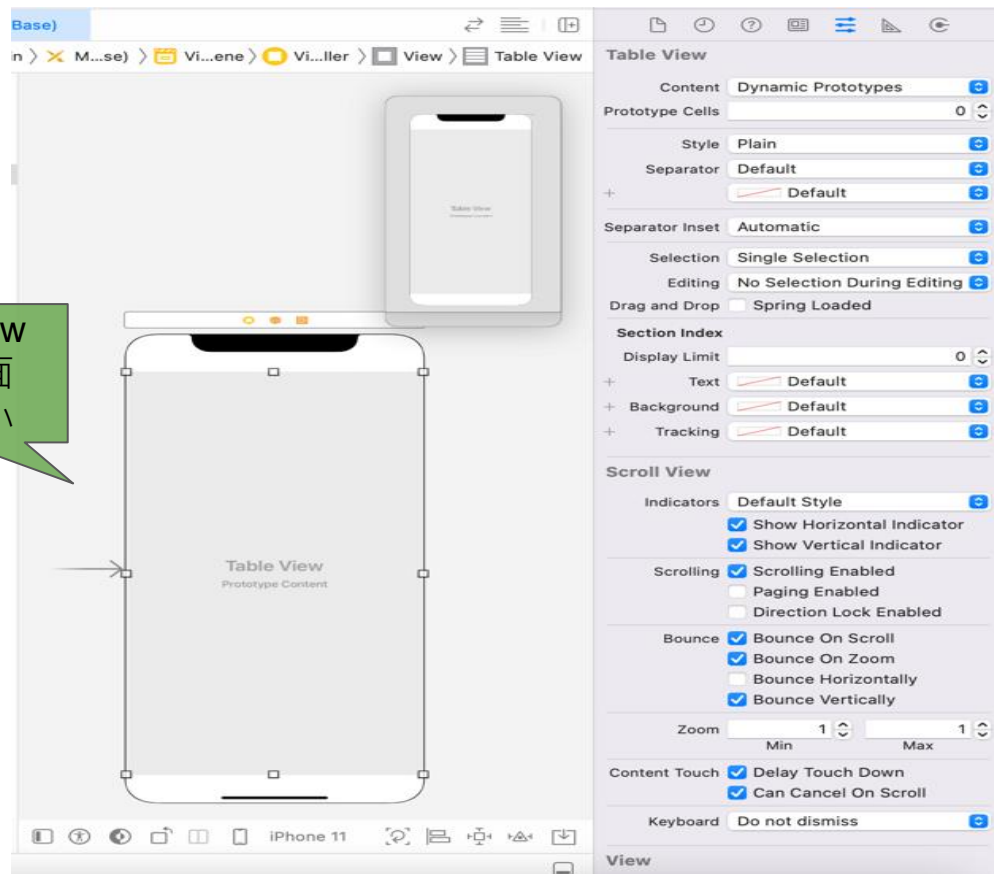 Base)
n 〉 M...se) 〉 Vi...ene 〉 Vi...ller 〉 View 〉 Table View
Table View
Prototype Content
w
面
Table View
Prototype Content
iPhone 11
Table View
Content Dynamic Prototypes
Prototype Cells 0
Style Plain
Separator Default
+ Default
Separator Inset Automatic
Selection Single Selection
Editing No Selection During Editing
Drag and Drop Spring Loaded
Section Index
Display Limit 0
+ Text Default
+ Background Default
+ Tracking Default
Scroll View
Indicators Default Style
Show Horizontal Indicator
Show Vertical Indicator
Scrolling Scrolling Enabled
Paging Enabled
Direction Lock Enabled
Bounce Bounce On Scroll
Bounce On Zoom
Bounce Horizontally
Bounce Vertically
Zoom 1 1
Min Max
Content Touch Delay Touch Down
Can Cancel On Scroll
Keyboard Do not dismiss
View